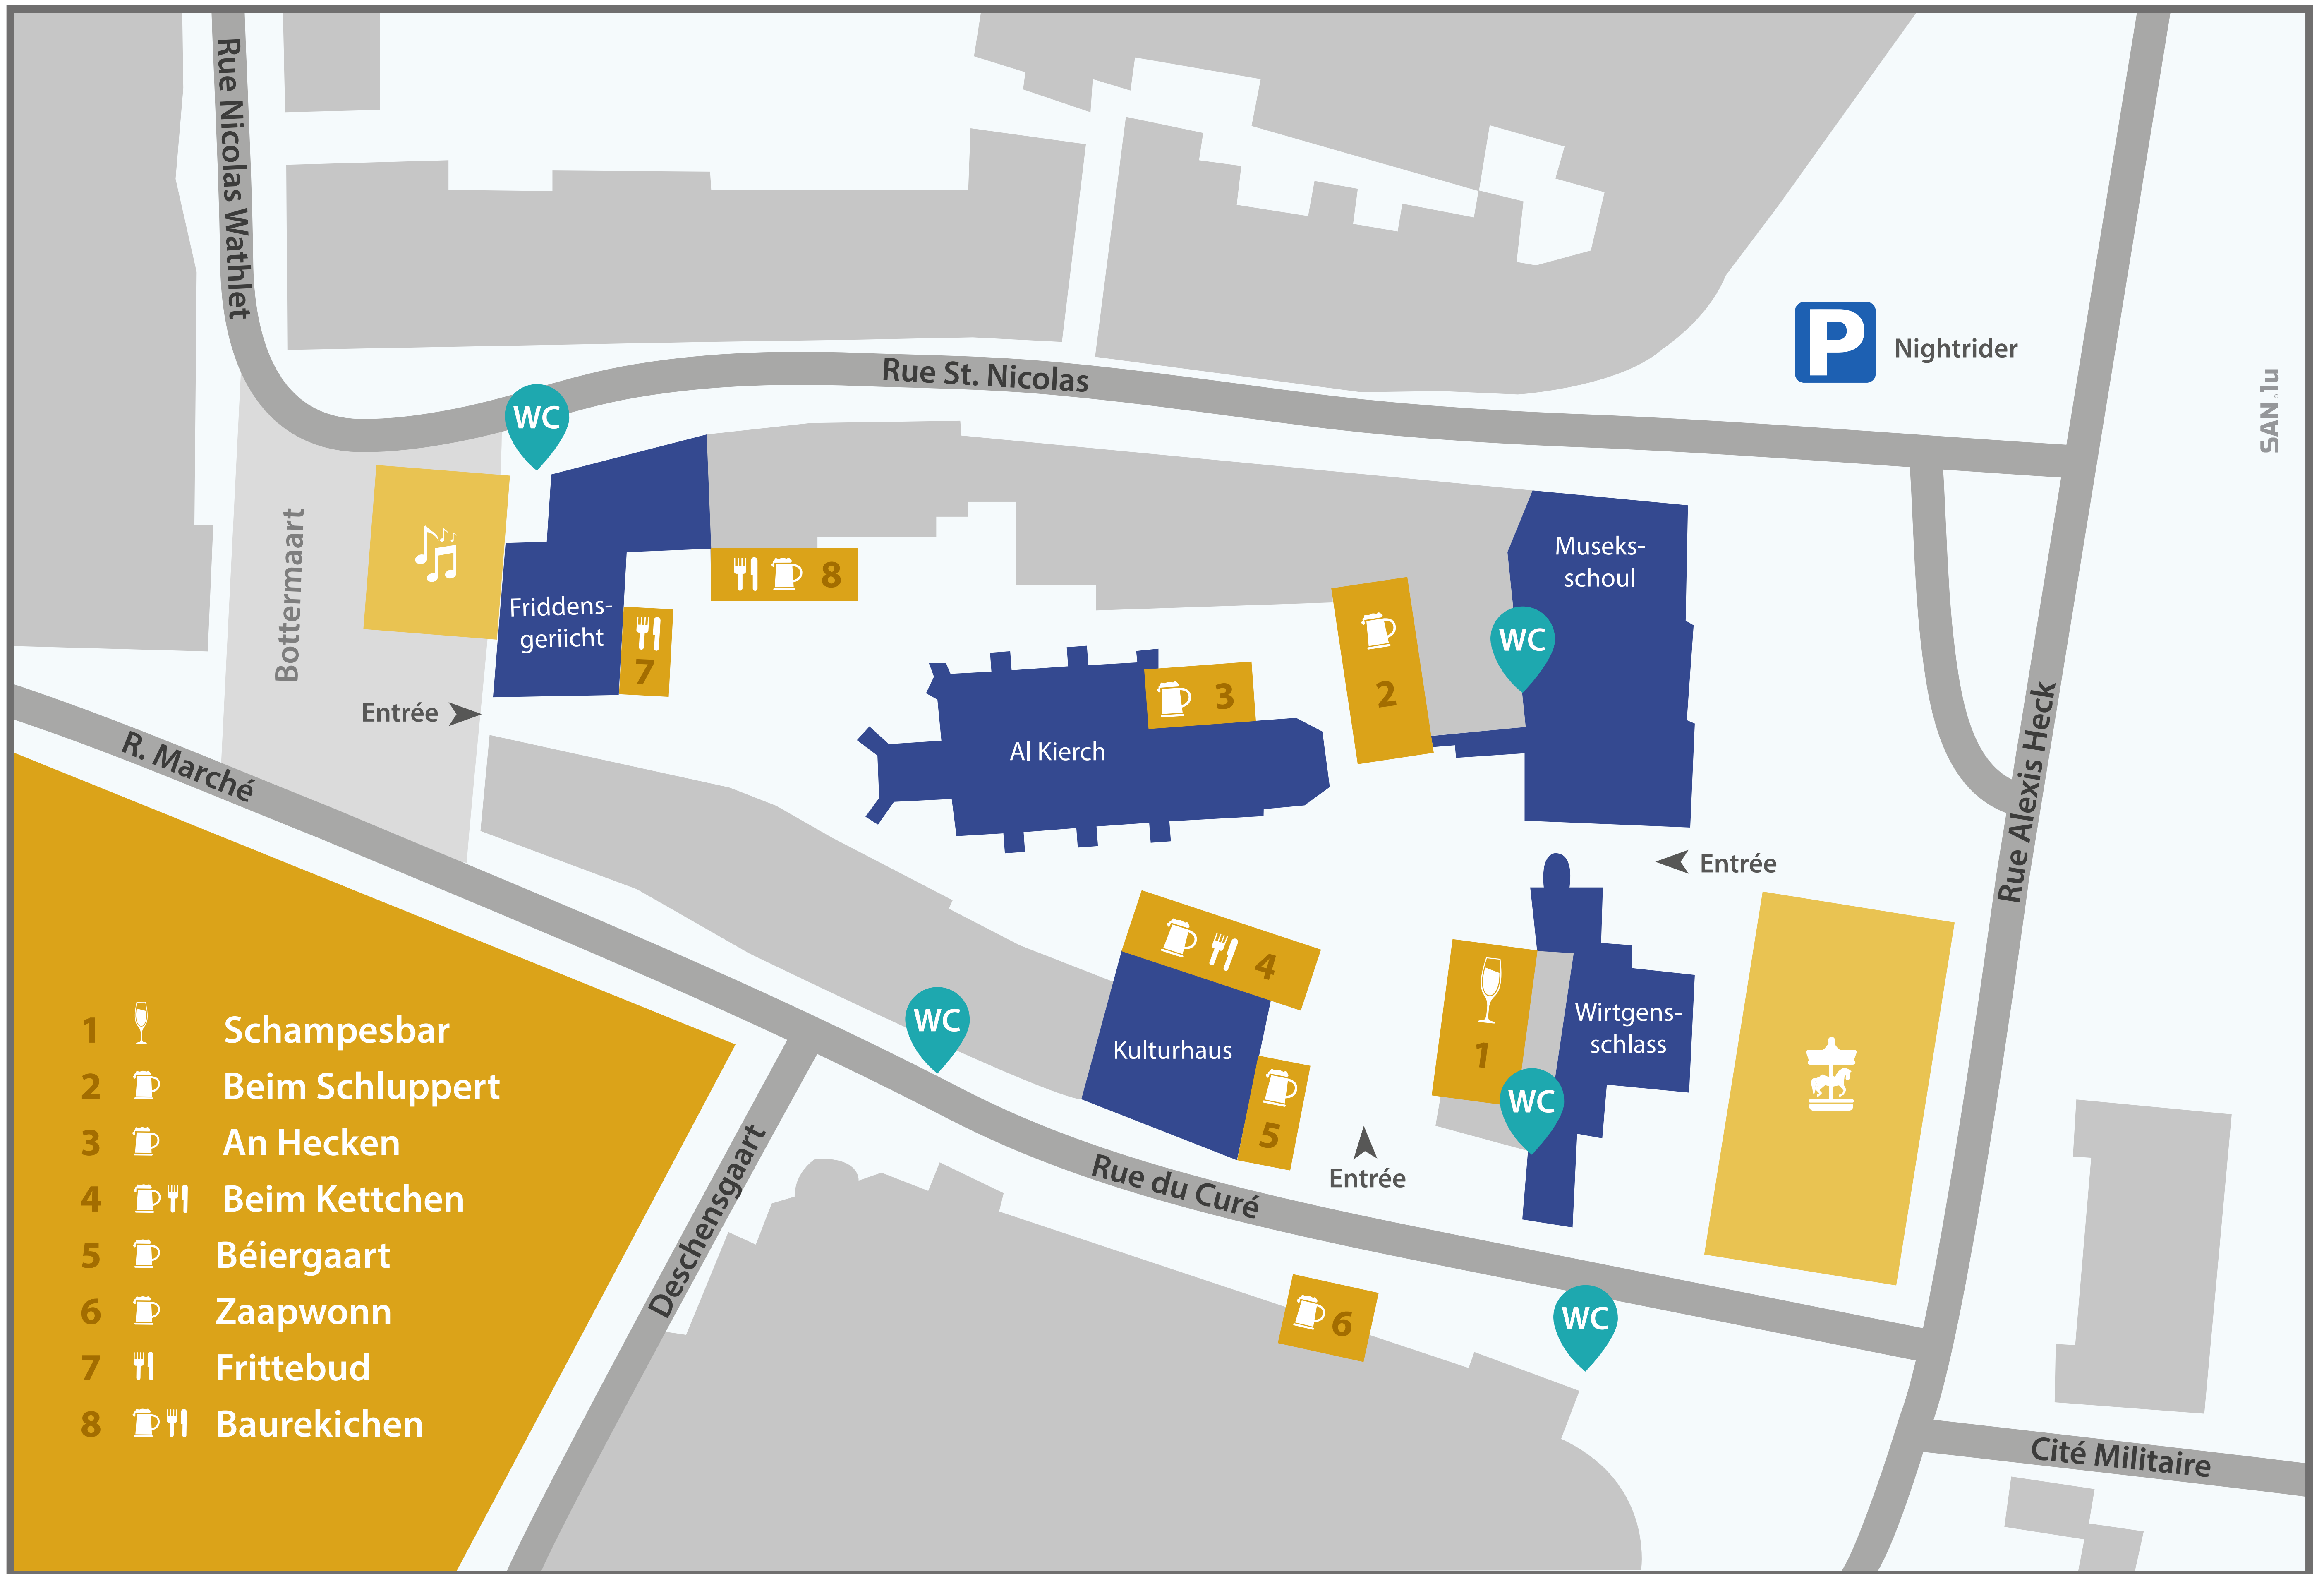 Rue Nicolas Wathlet
Rue St. Nicolas
P
Nightrider
SAN.lu
WC
Bottermaart
Friddens-
geriicht
7
8
Museks-
schoul
WC
2
3
Al Kierch
Entrée
R. Marché
Rue Alexis Heck
Entrée
4
Kulturhaus
5
WC
1
Wirtgens-
schlass
WC
Entrée
Rue du Curé
Deschensgaart
6
WC
Cité Militaire
1 Schampesbar
2 Beim Schluppert
3 An Hecken
4 Beim Kettchen
5 Béiergaart
6 Zaapwonn
7 Frittebud
8 Baurekichen